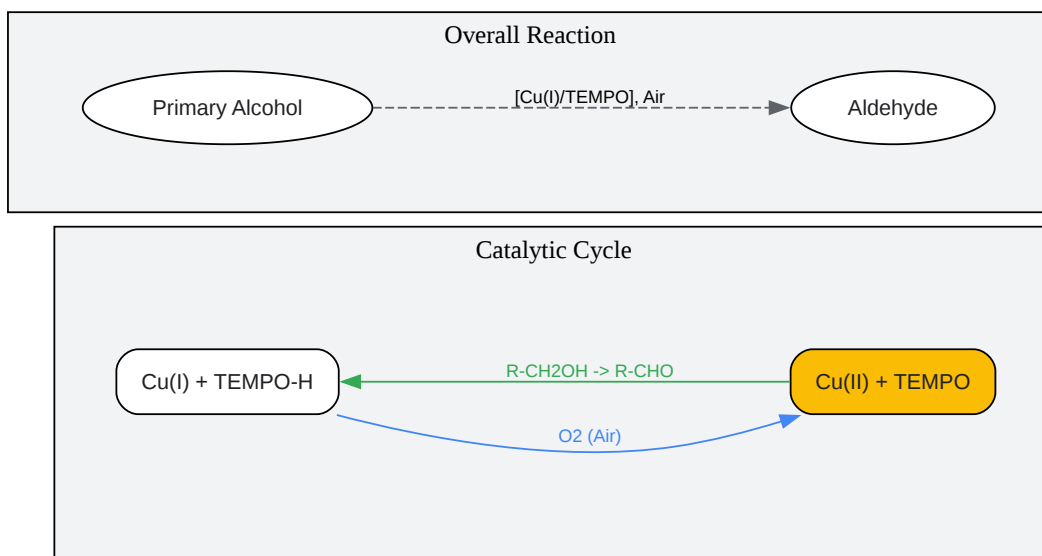 Overall Reaction
Primary Alcohol
[Cu(I)/TEMPO], Air
Aldehyde
Catalytic Cycle
Cu(I) + TEMPO-H
R-CH2OH -> R-CHO
Cu(II) + TEMPO
O2 (Air)